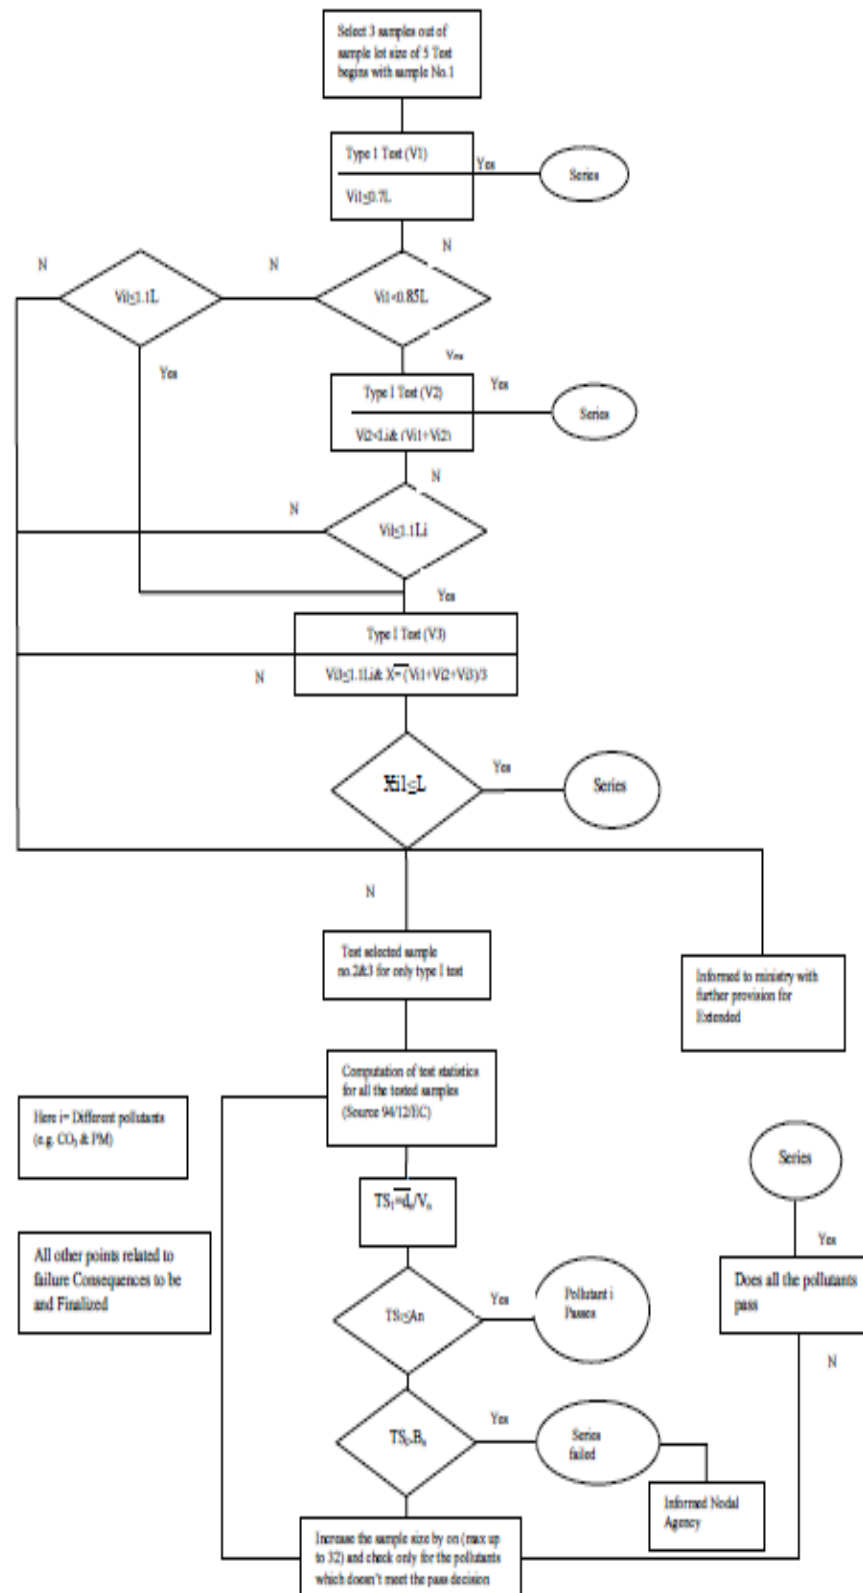 Select 3 samples out of
sample lot size of 5 Test
begins with sample No.1
Type 1 Test (V1)
Yes
Series
Vi1≤0.7L
N
N
N
Vi1≤1.1L
Vi1<0.85L
Yes
Yes
Type I Test (V2)
Yes
Series
Vi2<Li& (Vi1+Vi2)
N
N
Vi1≤1.1Li
Yes
Type I Test (V3)
Vi3≤1.1Li& X̅=(Vi1+Vi2+Vi3)/3
N
Yes
Xi1≤L
Series
N
Test selected sample
no.2&3 for only type I test
Informed to ministry with
further provision for
Extended
Computation of test statistics
for all the tested samples
(Source 94/12/EC)
Here i= Different pollutants
(e.g. CO, & PM)
Series
Yes
Does all the pollutants
pass
N
All other points related to
failure Consequences to be
and Finalized
Yes
Pollutant i
Passes
Yes
Series
failed
Informed Nodal
Agency
Increase the sample size by on (max up
to 32) and check only for the pollutants
which doesn't meet the pass decision